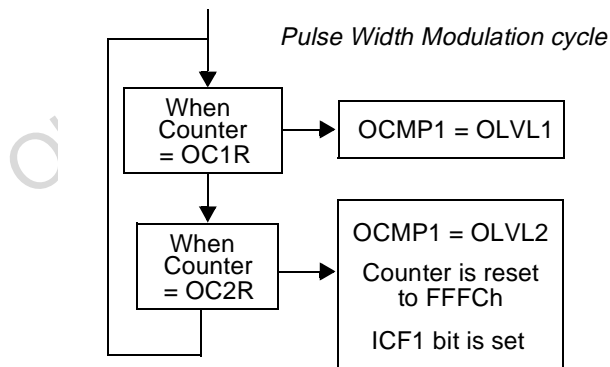 Pulse Width Modulation cycle
When
Counter
= OC1R
OCMP1 = OLVL1
When
Counter
= OC2R
OCMP1 = OLVL2
Counter is reset
to FFFCh
ICF1 bit is set